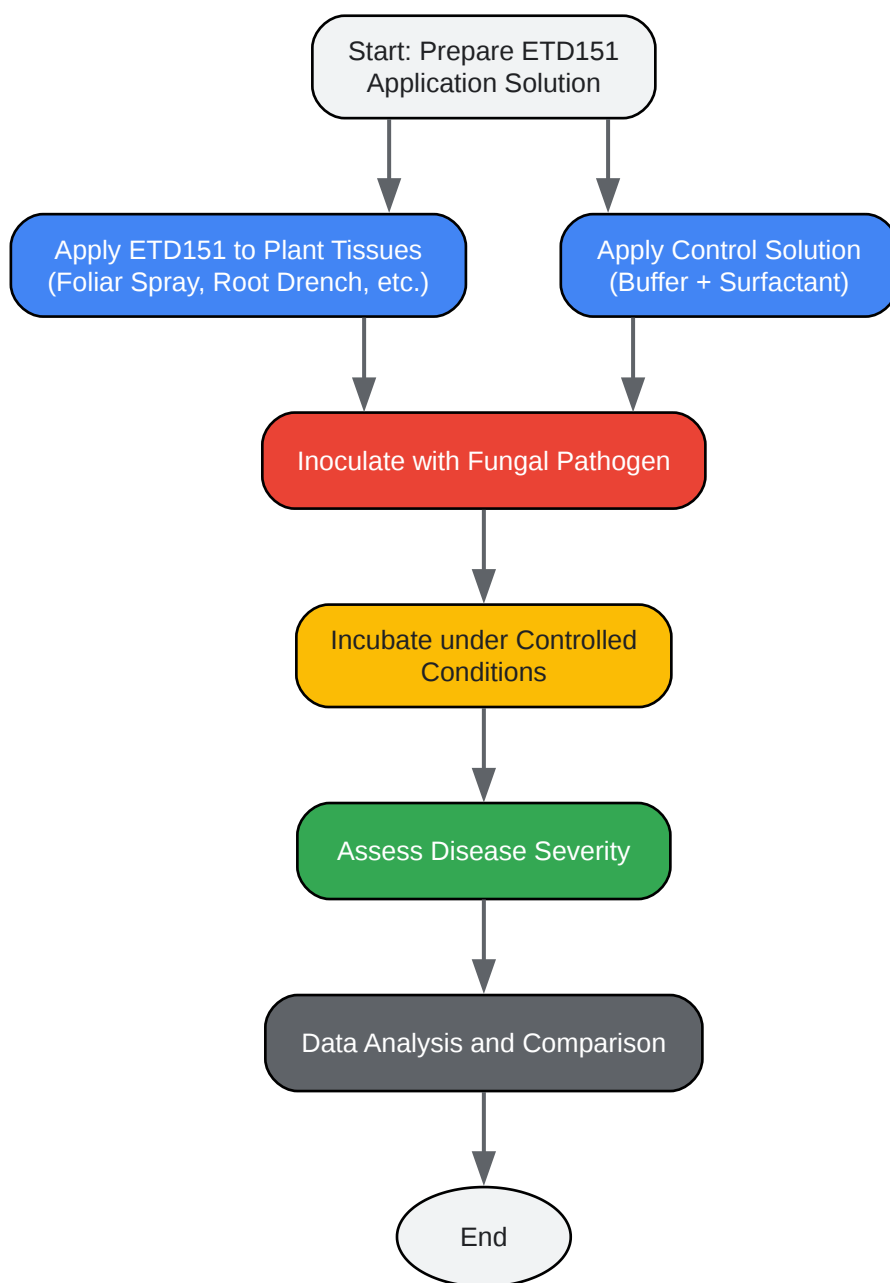 Start: Prepare ETD151
Application Solution
Apply ETD151 to Plant Tissues
(Foliar Spray, Root Drench, etc.)
Apply Control Solution
(Buffer + Surfactant)
Inoculate with Fungal Pathogen
Incubate under Controlled
Conditions
Assess Disease Severity
Data Analysis and Comparison
End